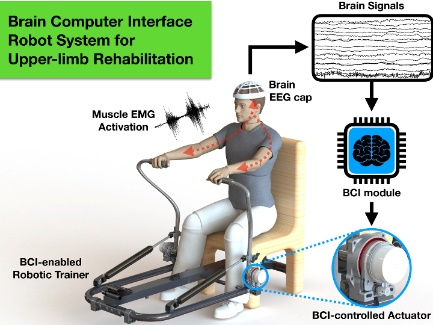 Brain Computer Interface
Robot System for
Upper-limb Rehabilitation
Brain Signals
Brain
EEG cap
Muscle EMG
Activation
BCI module
BCI-enabled
Robotic Trainer
BCI-controlled Actuator